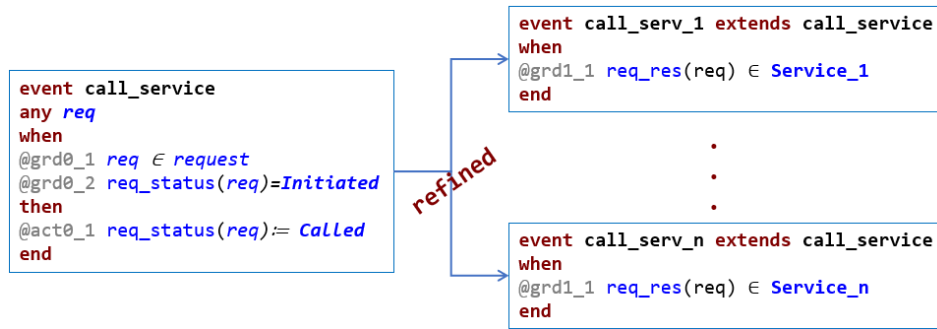 event call_service
any req
when
@grd0_1 req ∈ request
@grd0_2 req_status(req)=Initiated
then
@act0_1 req_status(req)≔ Called
end
refined
event call_serv_1 extends call_service
when
@grd1_1 req_res(req) ∈ Service_1
end
event call_serv_n extends call_service
when
@grd1_1 req_res(req) ∈ Service_n
end